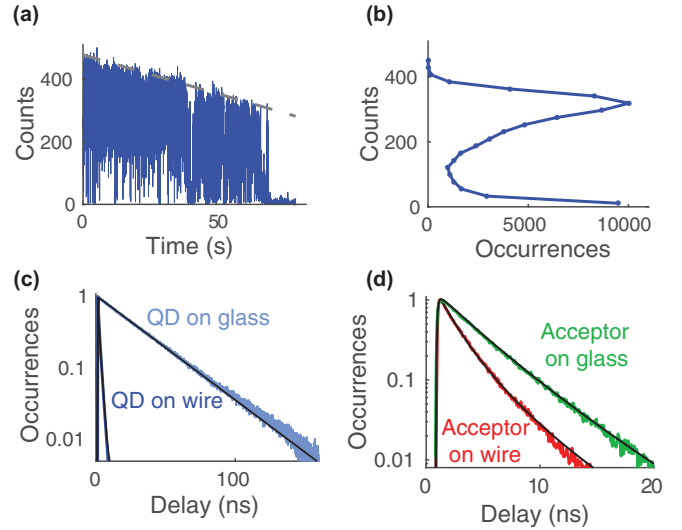 (a)
Counts
400
200
0
0
50
Time (s)
(b)
Counts
400
200
0
0
5000
10000
Occurrences
(c)
Occurrences
1
0.1
0.01
QD on glass
QD on wire
0
100
Delay (ns)
(d)
Occurrences
1
0.1
0.01
Acceptor
on glass
Acceptor
on wire
0
10
20
Delay (ns)